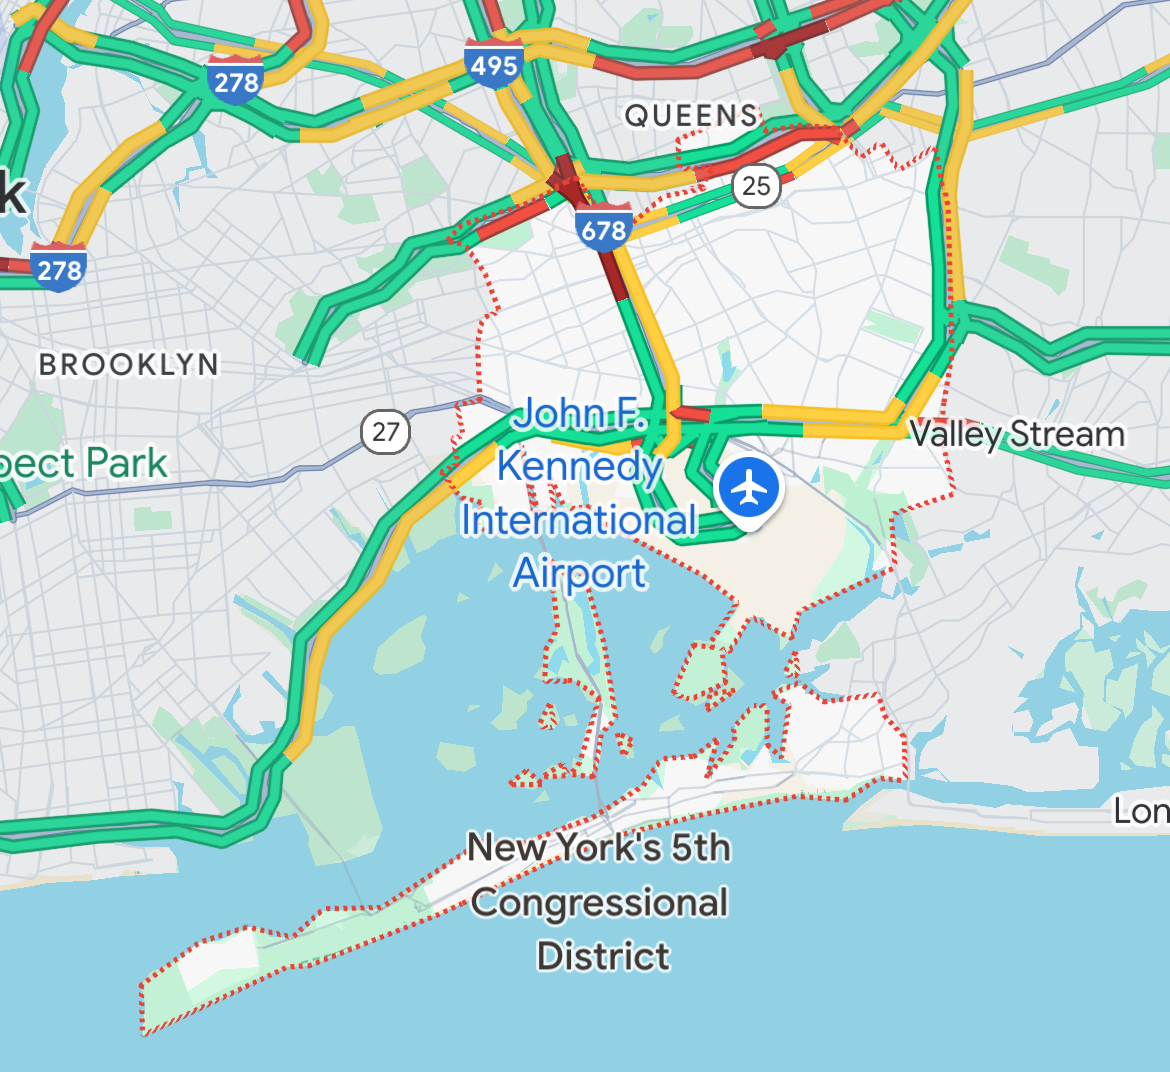 495
278
QUEENS
k
25
678
278
BROOKLYN
27
John F.
Kennedy
International
Airport
Valley Stream
pect Park
Lon
New York's 5th
Congressional
District